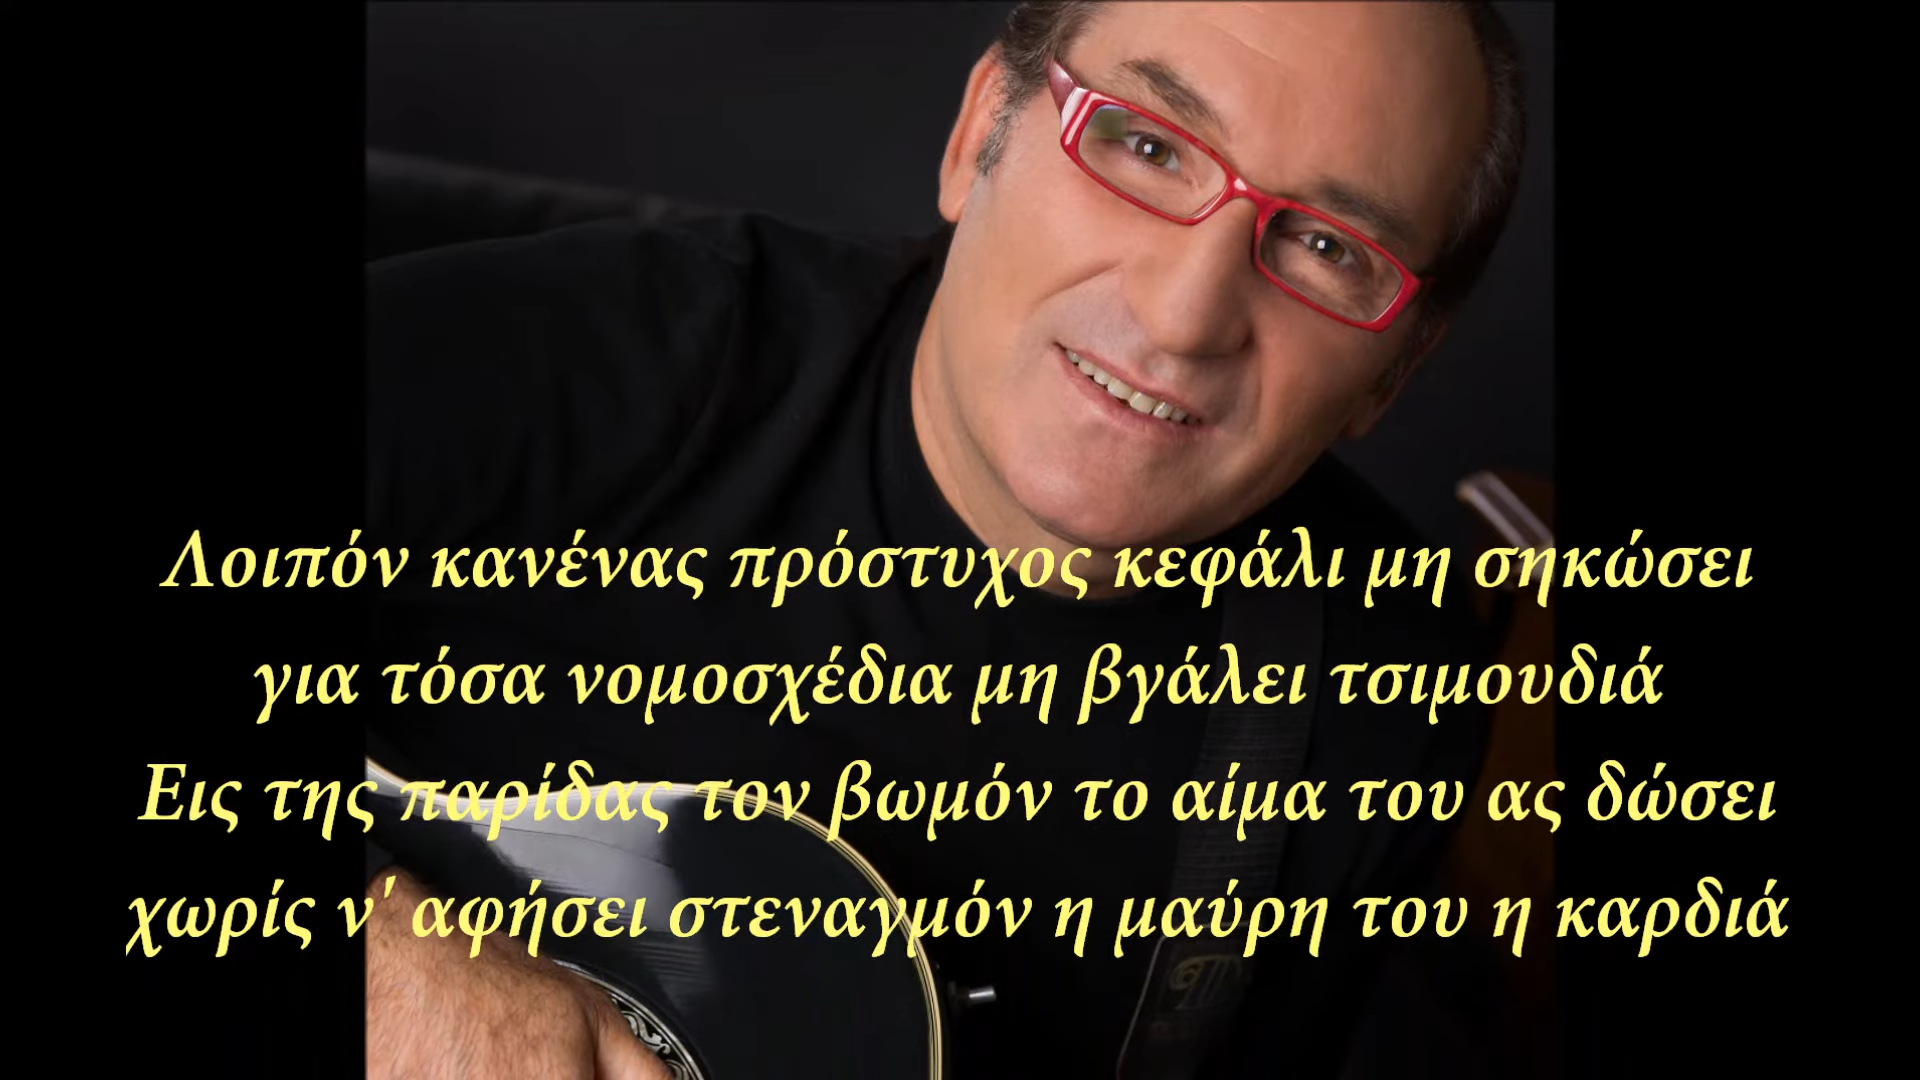 Λοιπόν κανένας πρόστυχος κεφάλι μη σηκώσει
για τόσα νομοσχέδια μη βγάλει τσιμουδιά
Εις της παρίδας τον βωμόν το αίμα του ας δώσει
χωρίς ν' αφήσει στεναγμόν η μαύρη του η καρδιά